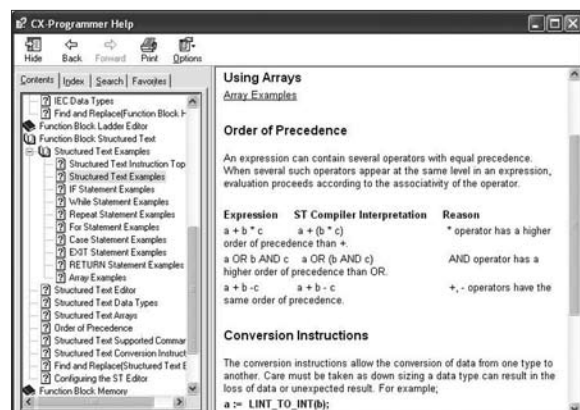 CX-Programmer Help
Hide Back Forward Print Options
Contents Index Search Favorites
IEC Data Types
Find and Replace(Function Block H
Function Block Ladder Editor
Function Block Structured Text
Structured Text Examples
Structured Text Instruction Top
Structured Text Examples
IF Statement Examples
While Statement Examples
Repeat Statement Examples
For Statement Examples
Case Statement Examples
EXIT Statement Examples
RETURN Statement Examples
Array Examples
Structured Text Editor
Structured Text Data Types
Structured Text Arrays
Order of Precedence
Structured Text Supported Commar
Structured Text Conversion Instruct
Find and Replace(Structured Text E
Configuring the ST Editor
Function Block Memory
Using Arrays
Array Examples
Order of Precedence
An expression can contain several operators with equal precedence.
When several such operators appear at the same level in an expression,
evaluation proceeds according to the associativity of the operator.
Expression ST Compiler Interpretation Reason
a + b * c a + (b * c) * operator has a higher
order of precedence than +.
a OR b AND c a OR (b AND c) AND operator has a
higher order of precedence than OR.
a + b -c a + b - c +, - operators have the
same order of precedence.
Conversion Instructions
The conversion instructions allow the conversion of data from one type to
another. Care must be taken as down sizing a data type can result in the
loss of data or unexpected result. For example;
a := LINT_TO_INT(b);